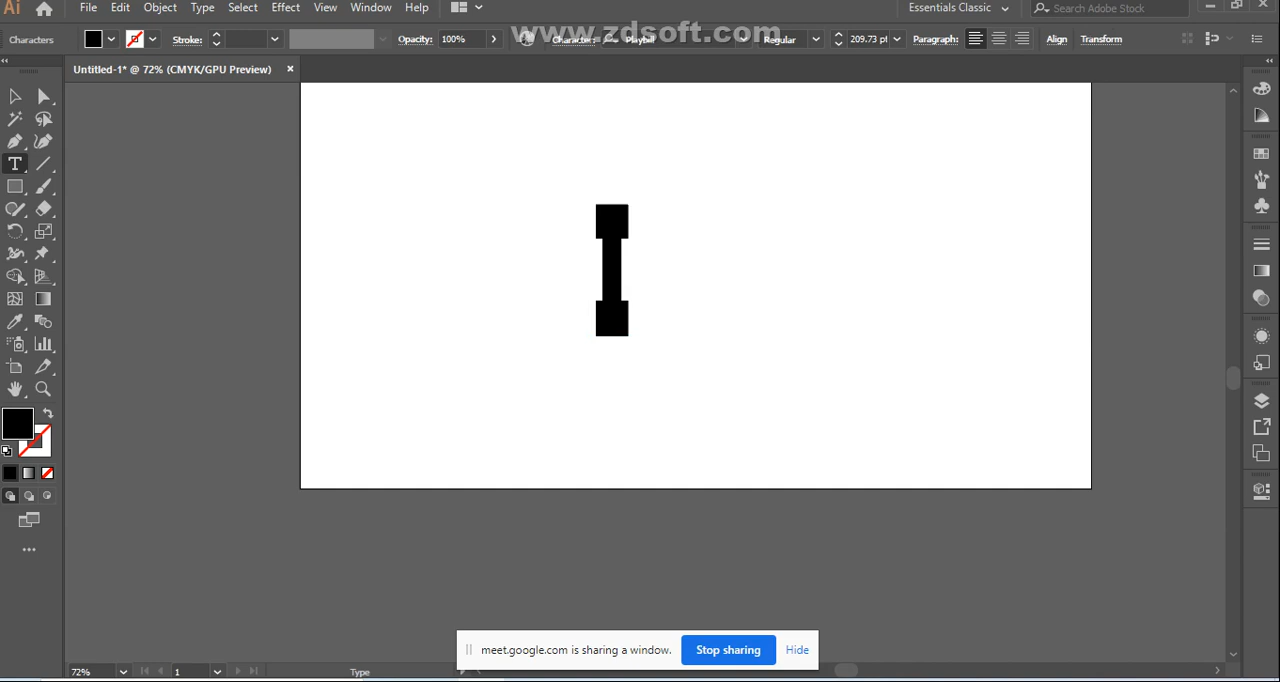 Ai File Edit Object Type Select Effect View Window Help Essentials Classic Search Adobe Stock
www.zdsoft.com
Characters Stroke: Opacity: 100% Character: Playbill Regular 209.73 pt Paragraph: Align Transform
Untitled-1* @ 72% (CMYK/GPU Preview)
I
meet.google.com is sharing a window. Stop sharing Hide
72% 1 Type